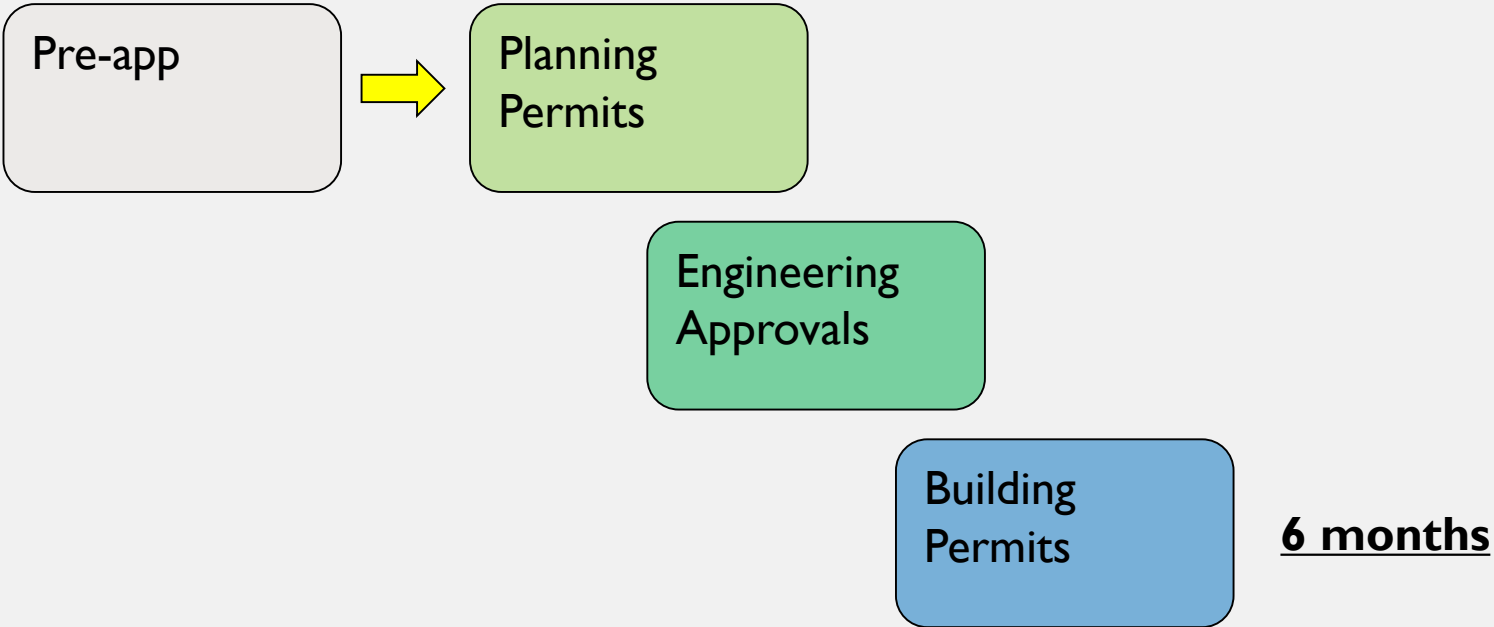 Pre-app
Planning
Permits
Engineering
Approvals
Building
Permits
6 months